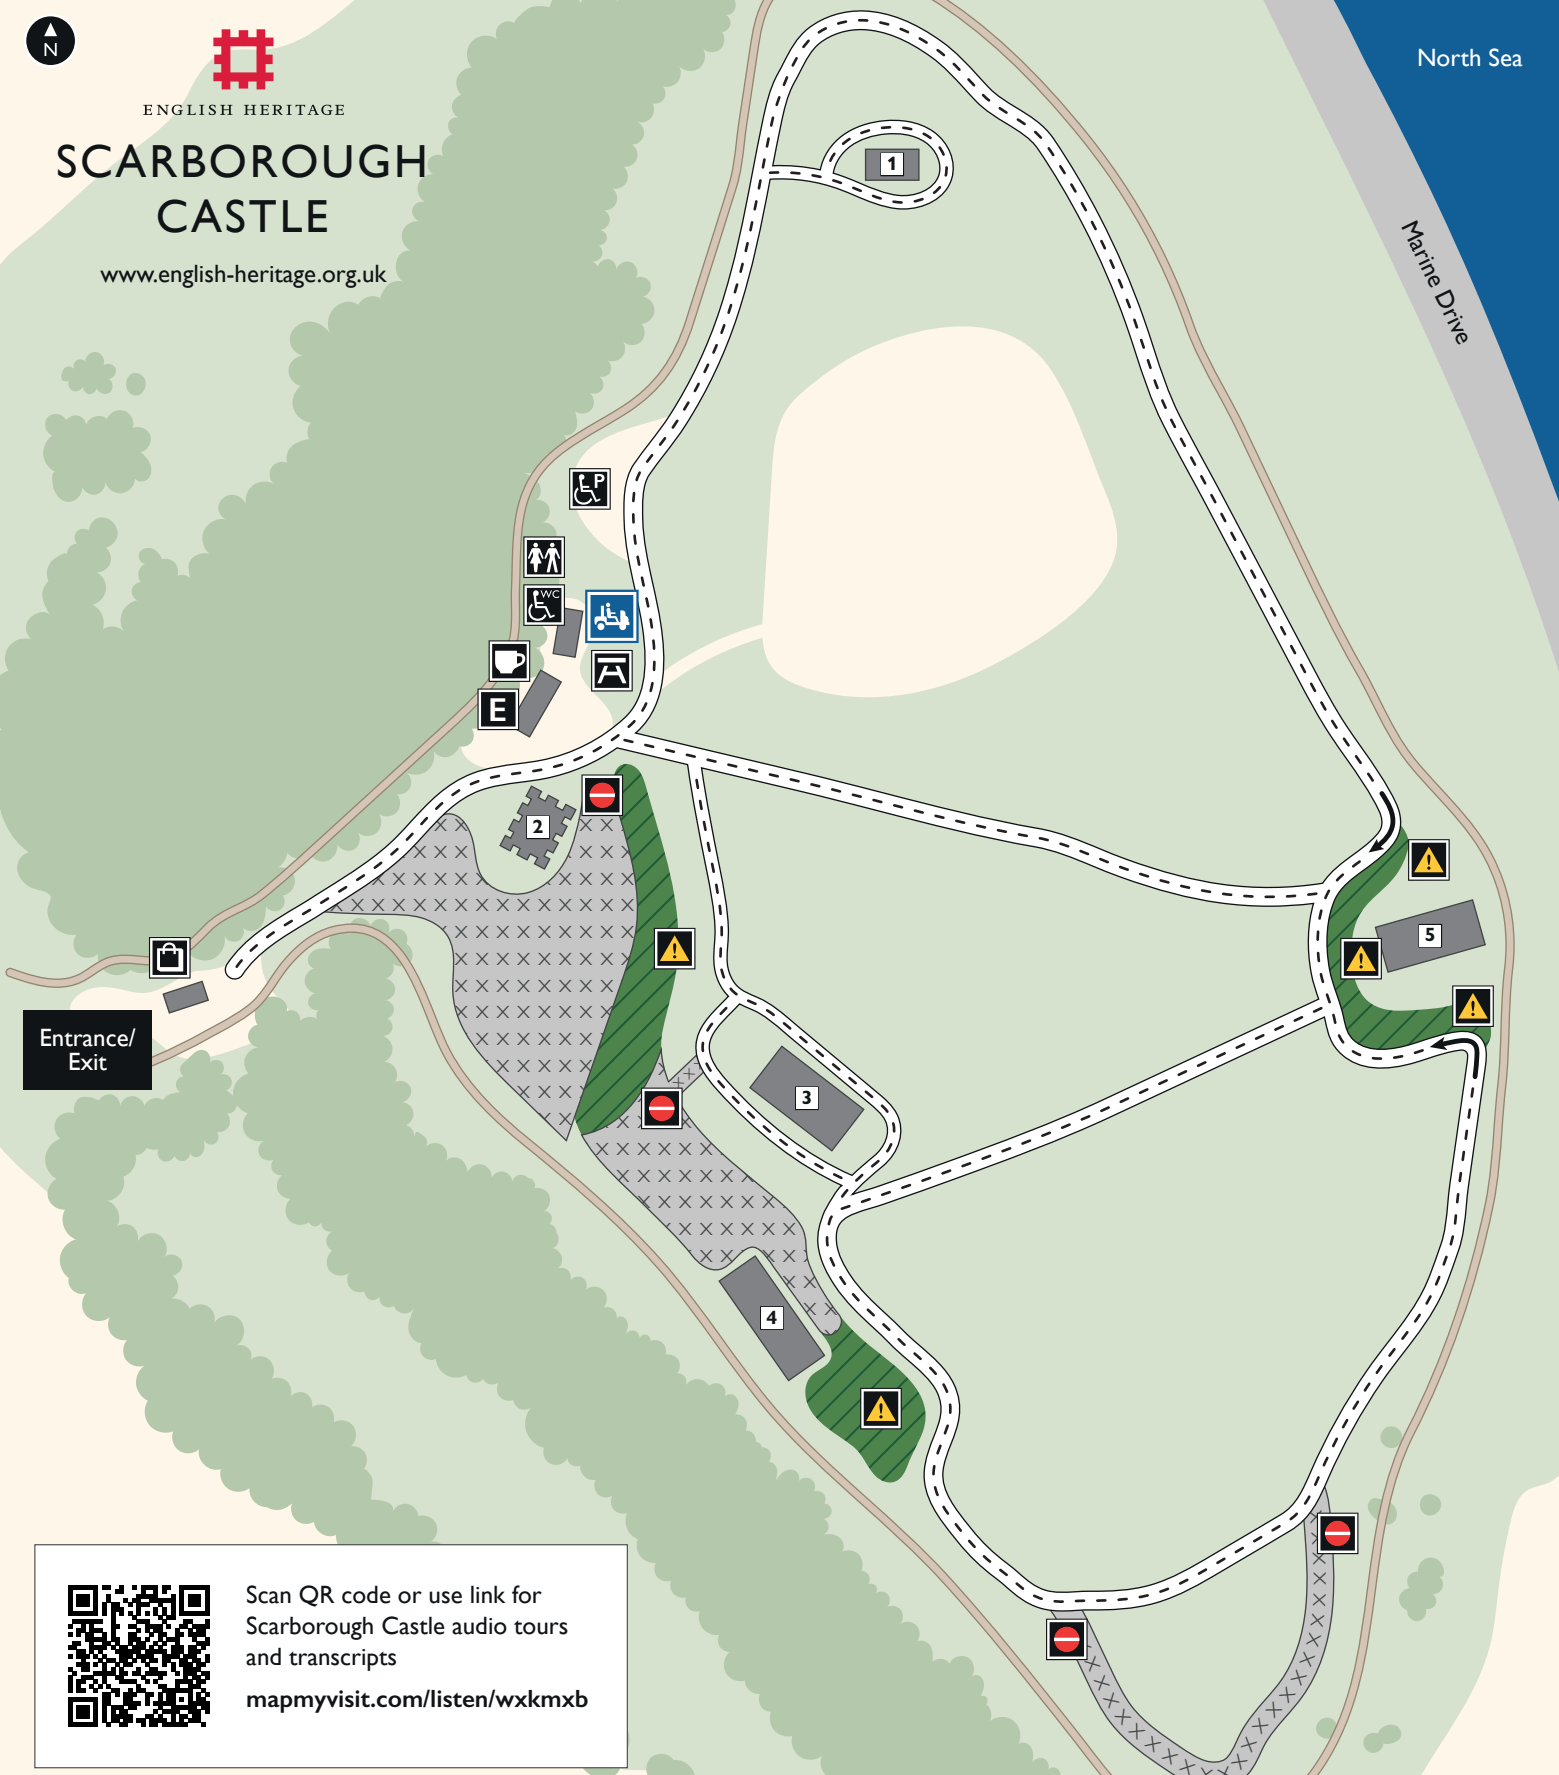 N
ENGLISH HERITAGE
SCARBOROUGH
CASTLE
www.english-heritage.org.uk
North Sea
Marine Drive
1
P
WC
E
2
5
Entrance/
Exit
3
4
Scan QR code or use link for
Scarborough Castle audio tours
and transcripts
mapmyvisit.com/listen/wxkmxb